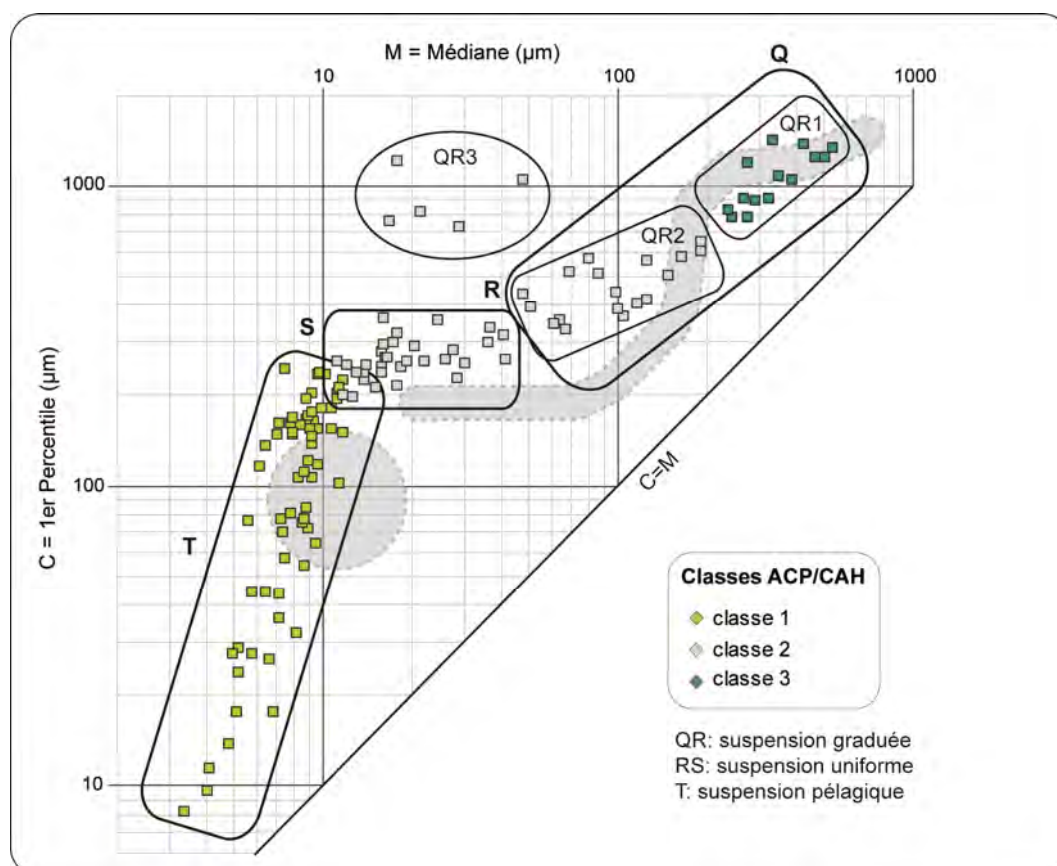 M = Médiane (µm)
Q
10
100
1000
QR1
QR3
1000
QR2
R
S
C = 1er Percentile (µm)
100
C=M
T
Classes ACP/CAH
classe 1
classe 2
classe 3
QR: suspension graduée
RS: suspension uniforme
T: suspension pélagique
10